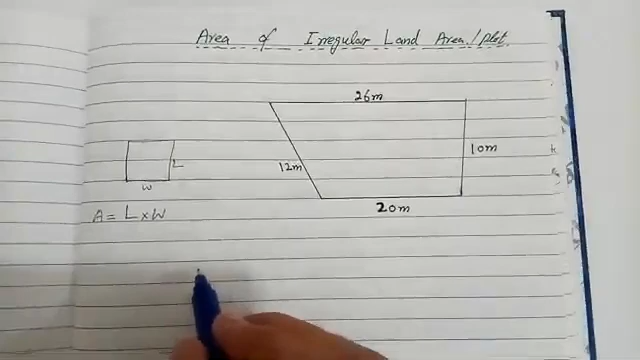 Area of Irregular Land Area/plot.
26m
10m
12m
20m
L
W
A = L×W